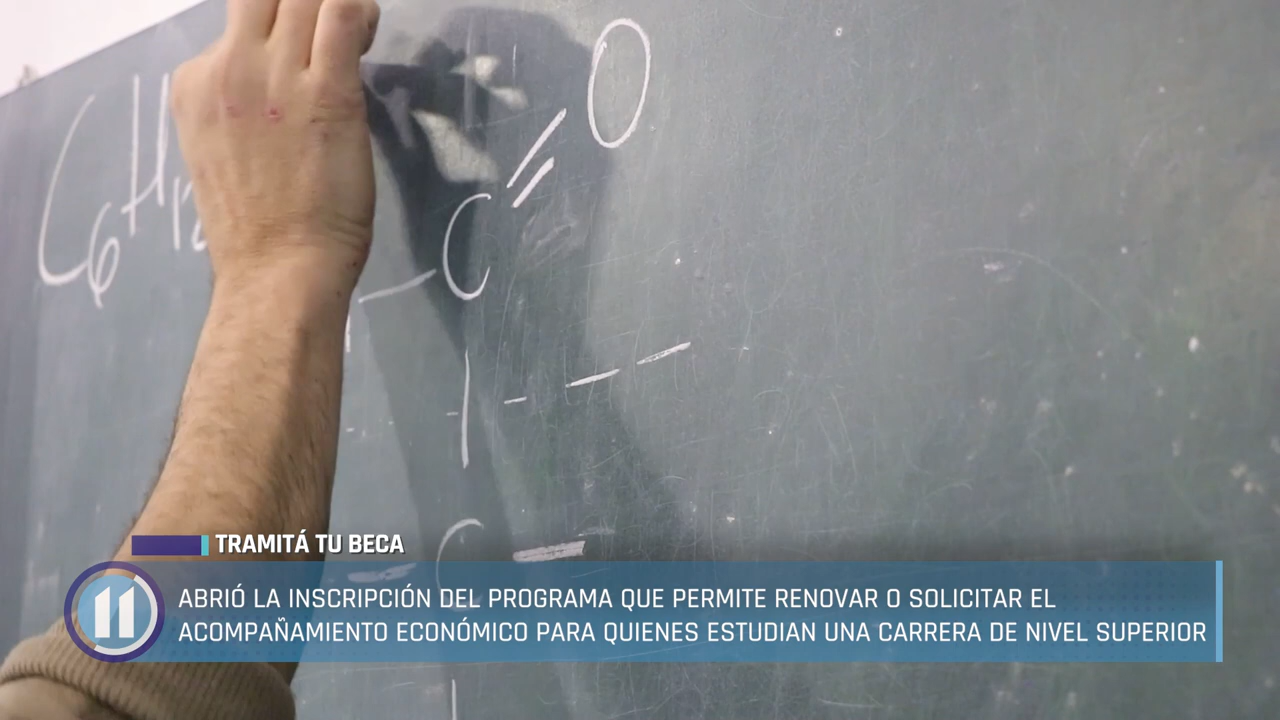 O
C
C6H12
C
TRAMITÁ TU BECA
11
ABRIÓ LA INSCRIPCIÓN DEL PROGRAMA QUE PERMITE RENOVAR O SOLICITAR EL
ACOMPAÑAMIENTO ECONÓMICO PARA QUIENES ESTUDIAN UNA CARRERA DE NIVEL SUPERIOR